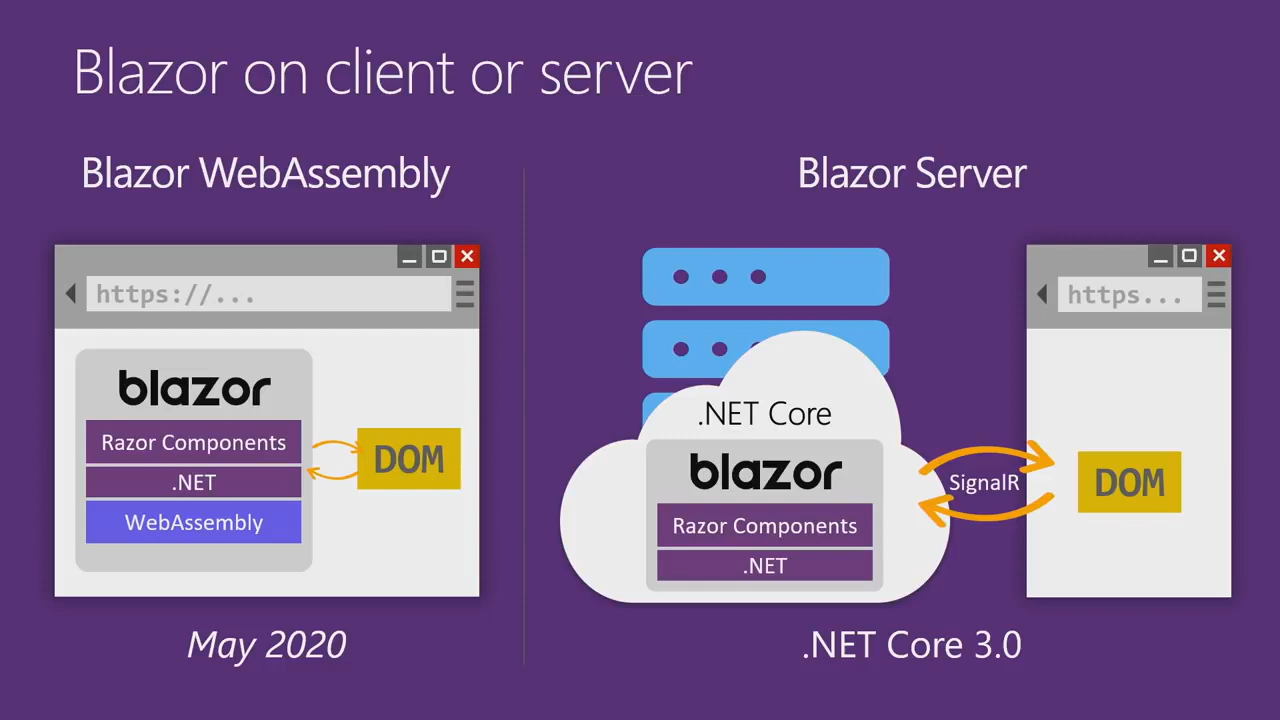 Blazor on client or server
Blazor WebAssembly
https://...
blazor
Razor Components
.NET
WebAssembly
DOM
May 2020
Blazor Server
.NET Core
blazor
Razor Components
.NET
SignalR
https...
DOM
.NET Core 3.0